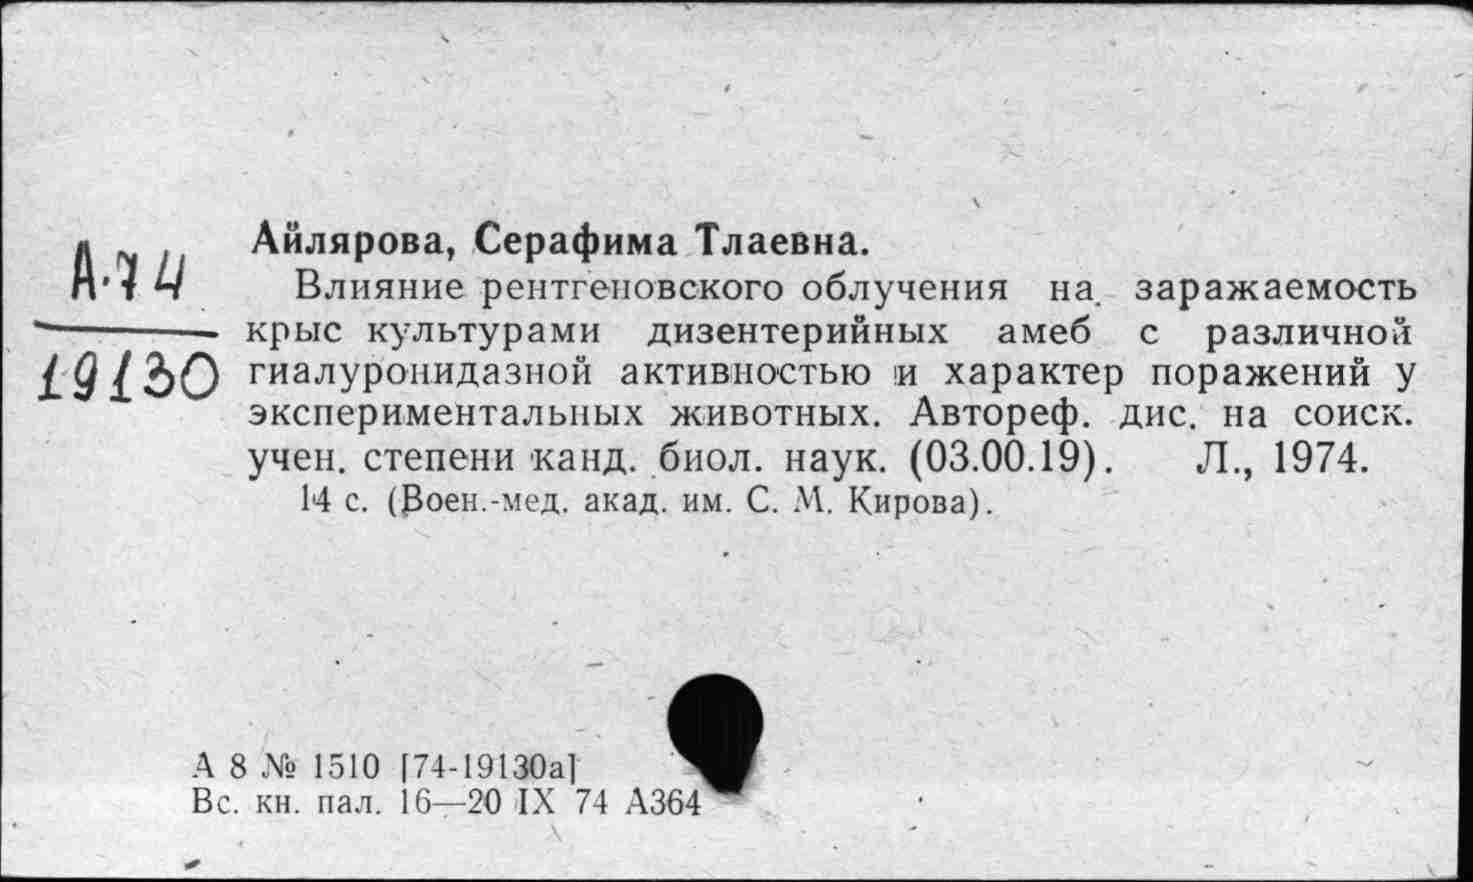 А-74
19130
Айлярова, Серафима Тлаевна.
Влияние рентгеновского облучения на заражаемость
крыс культурами дизентерийных амеб с различной
гиалуронидазной активностью и характер поражений у
экспериментальных животных. Автореф. дис. на соиск.
учен. степени канд. биол. наук. (03.00.19). Л., 1974.
14 с. (Воен.-мед. акад. им. С. М. Кирова).
А 8 № 1510 [74-19130а]
Вс. кн. пал. 16—20 IX 74 А364